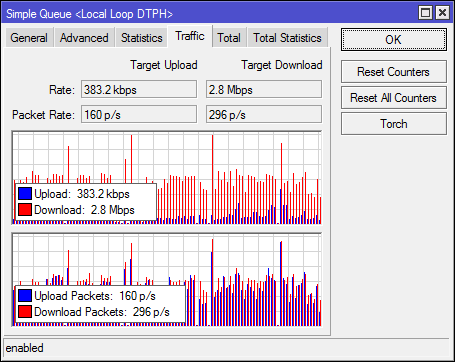 Simple Queue <Local Loop DTPH>
General Advanced Statistics Traffic Total Total Statistics
Target Upload Target Download
Rate: 383.2 kbps 2.8 Mbps
Packet Rate: 160 p/s 296 p/s
Upload: 383.2 kbps
Download: 2.8 Mbps
Upload Packets: 160 p/s
Download Packets: 296 p/s
OK
Reset Counters
Reset All Counters
Torch
enabled